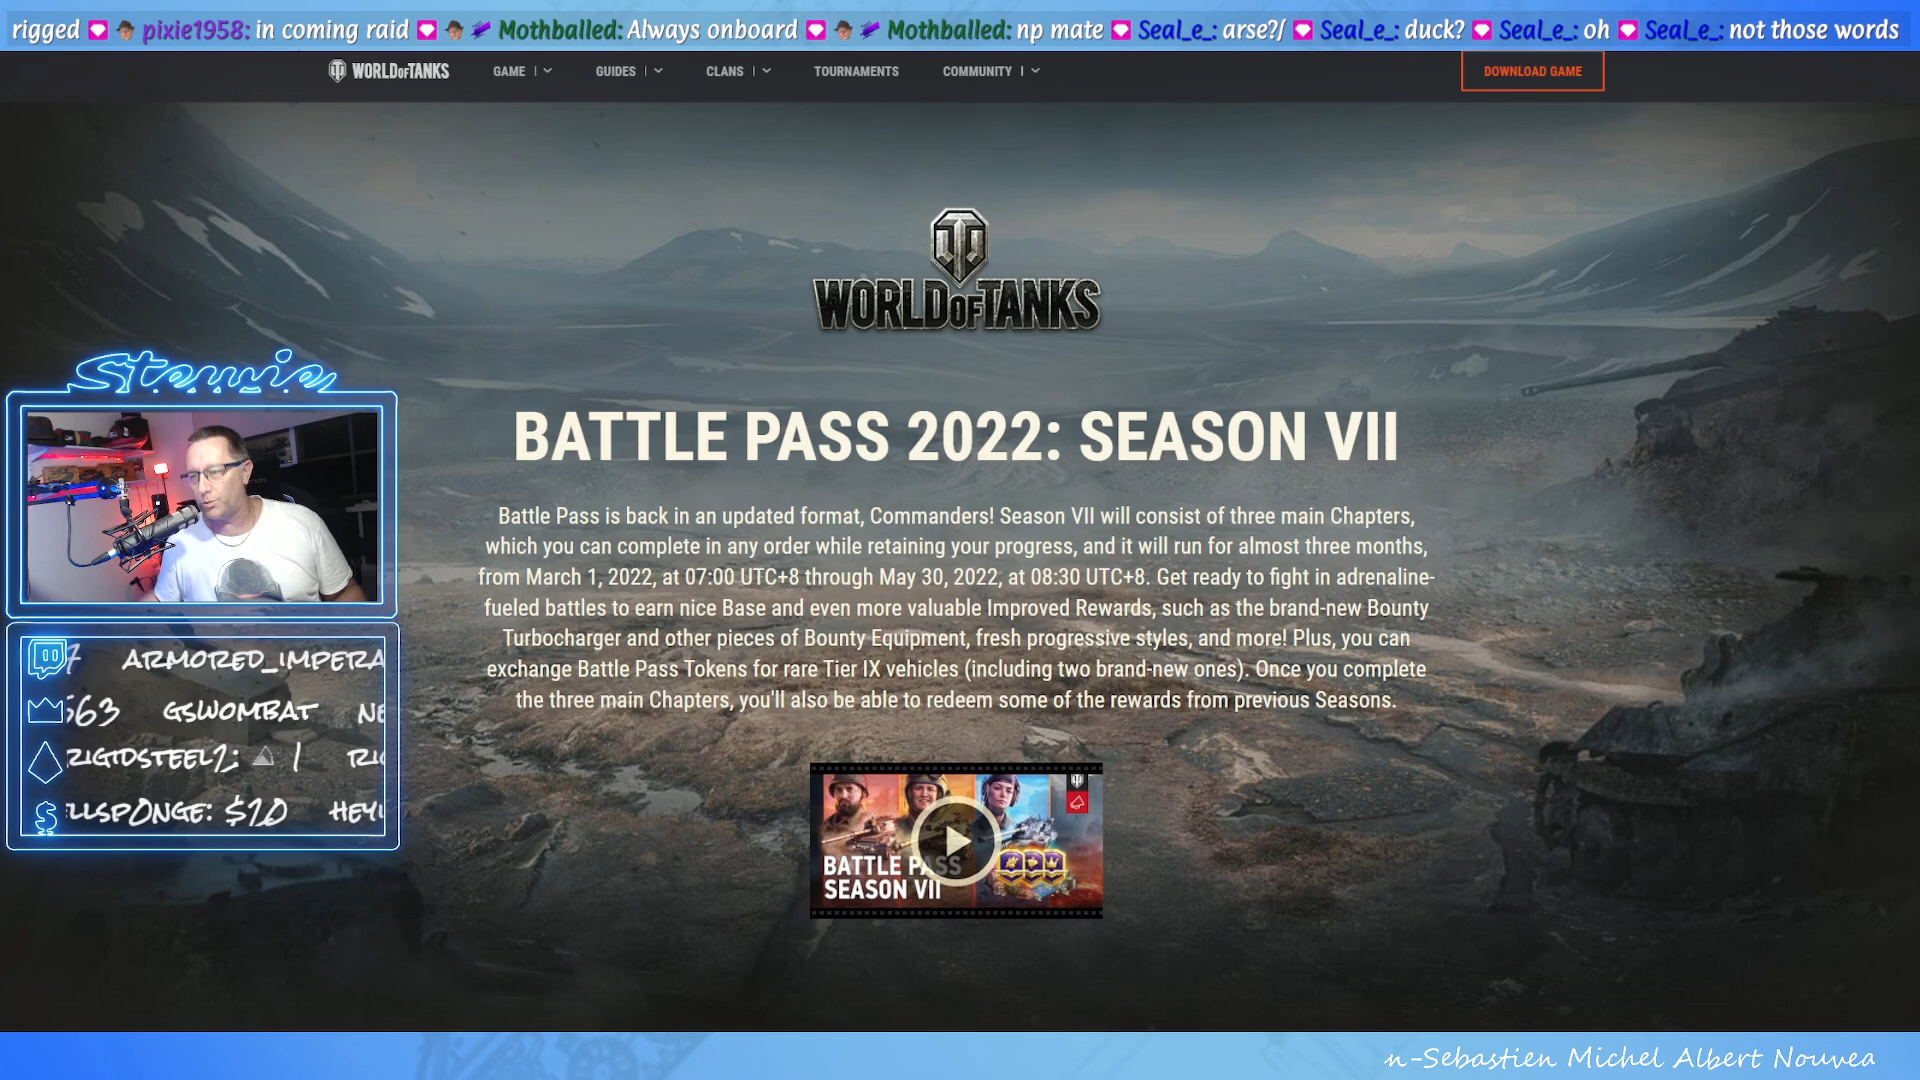 rigged pixie1958: in coming raid Mothballed: Always onboard Mothballed: np mate Seal_e_: arse?/ Seal_e_: duck? Seal_e_: oh Seal_e_: not those words
WORLD OF TANKS GAME GUIDES CLANS TOURNAMENTS COMMUNITY DOWNLOAD GAME
WORLD OF TANKS
Stewie
BATTLE PASS 2022: SEASON VII
Battle Pass is back in an updated format, Commanders! Season VII will consist of three main Chapters,
which you can complete in any order while retaining your progress, and it will run for almost three months,
from March 1, 2022, at 07:00 UTC+8 through May 30, 2022, at 08:30 UTC+8. Get ready to fight in adrenaline-
fueled battles to earn nice Base and even more valuable Improved Rewards, such as the brand-new Bounty
Turbocharger and other pieces of Bounty Equipment, fresh progressive styles, and more! Plus, you can
exchange Battle Pass Tokens for rare Tier IX vehicles (including two brand-new ones). Once you complete
the three main Chapters, you'll also be able to redeem some of the rewards from previous Seasons.
7 ARMORED_IMPERA
563 GSWOMBAT NE
RIGIDSTEEL2: 1 RIG
LLSPONGE: $10 HEYL
BATTLE PASS
SEASON VII
n-Sebastien Michel Albert Nouvea